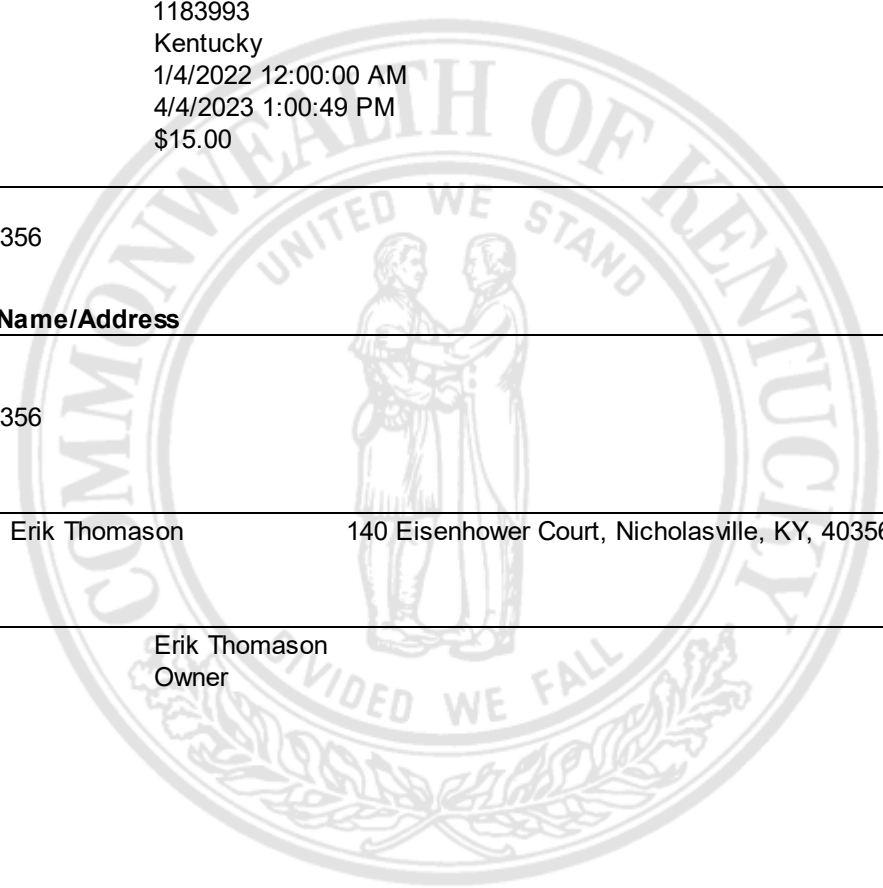 1183993
Kentucky
1/4/2022 12:00:00 AM
4/4/2023 1:00:49 PM
$15.00
356
Name/Address
356
Erik Thomason 140 Eisenhower Court, Nicholasville, KY, 40356
Erik Thomason
Owner
COMMONWEALTH OF KENTUCKY
UNITED WE STAND
DIVIDED WE FALL